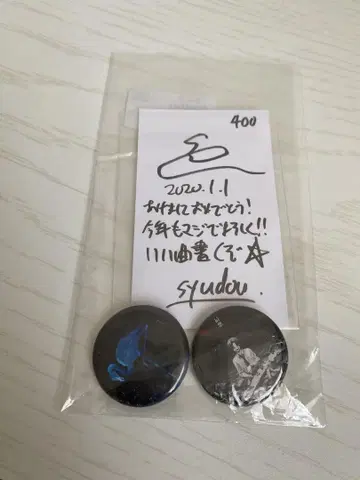 400
2020.1.1
あけましておめでとう!
今年もマジでよろしく!!
いい曲書くぞ☆
syudou.